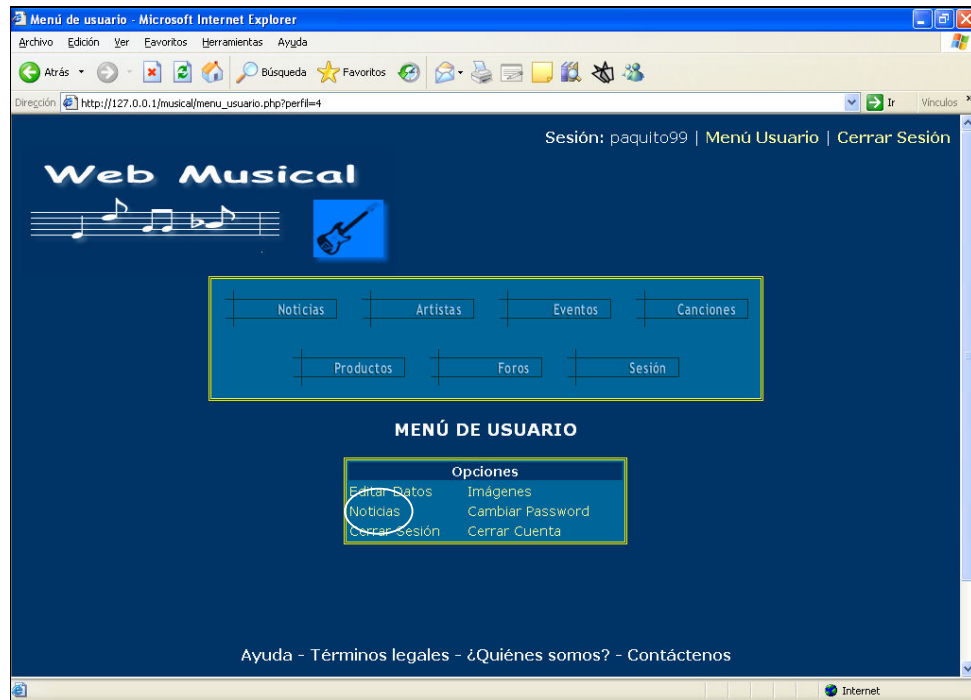 Menú de usuario - Microsoft Internet Explorer
Archivo Edición Ver Favoritos Herramientas Ayuda
Atrás Búsqueda Favoritos
Dirección http://127.0.0.1/musical/menu_usuario.php?perfil=4 Ir Vínculos »
Sesión: paquito99 | Menú Usuario | Cerrar Sesión
Web Musical
Noticias Artistas Eventos Canciones
Productos Foros Sesión
MENÚ DE USUARIO
Opciones
Editar Datos Imágenes
Noticias Cambiar Password
Cerrar Sesión Cerrar Cuenta
Ayuda - Términos legales - ¿Quiénes somos? - Contáctenos
Internet